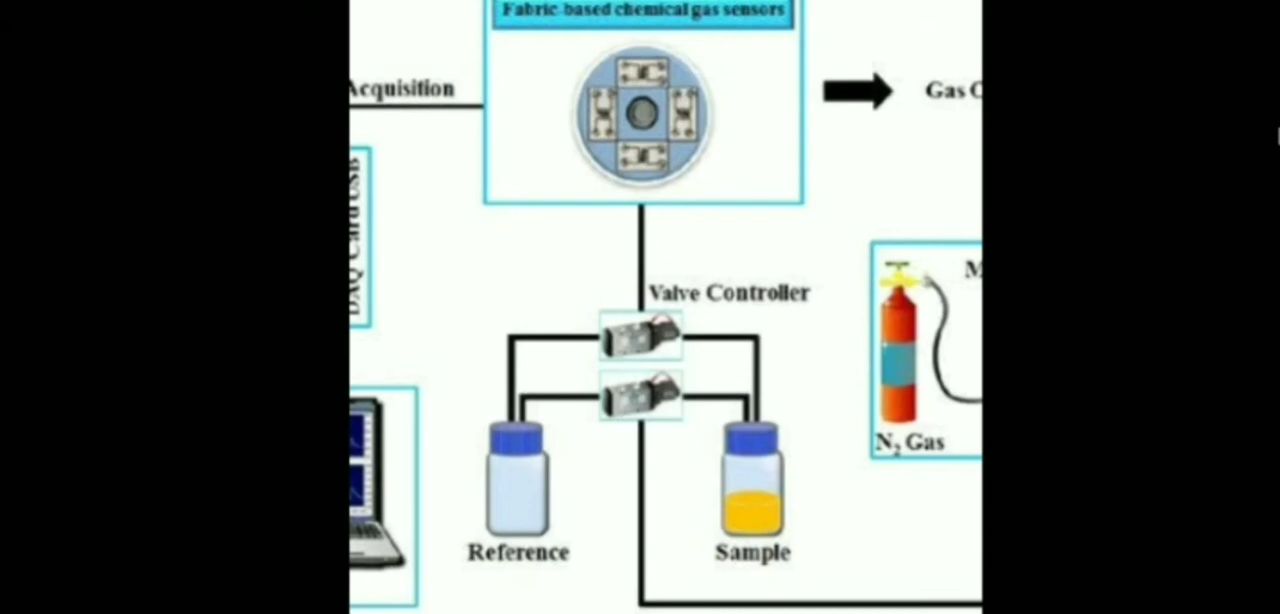 Fabric-based chemical gas sensors
Acquisition
Gas
DAQ Card USB
Valve Controller
N₂ Gas
Reference
Sample